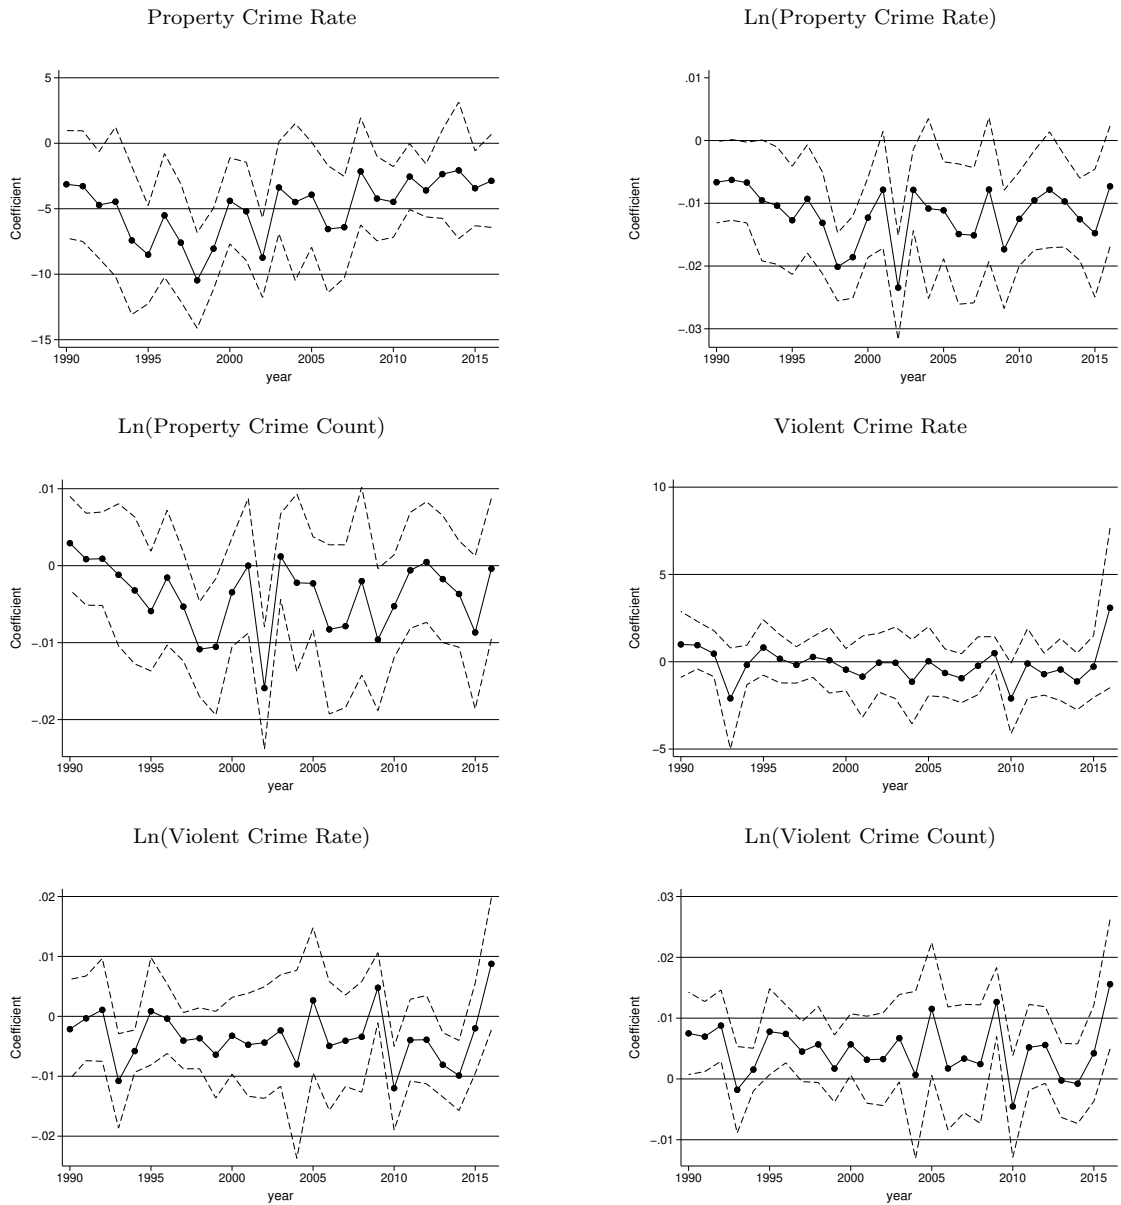 Property Crime Rate
5
0
−5
−10
−15
Coefficient
1990 1995 2000 2005 2010 2015
year
Ln(Property Crime Rate)
.01
0
−.01
−.02
−.03
Coefficient
1990 1995 2000 2005 2010 2015
year
Ln(Property Crime Count)
.01
0
−.01
−.02
Coefficient
1990 1995 2000 2005 2010 2015
year
Violent Crime Rate
10
5
0
−5
Coefficient
1990 1995 2000 2005 2010 2015
year
Ln(Violent Crime Rate)
.02
.01
0
−.01
−.02
Coefficient
1990 1995 2000 2005 2010 2015
year
Ln(Violent Crime Count)
.03
.02
.01
0
−.01
Coefficient
1990 1995 2000 2005 2010 2015
year